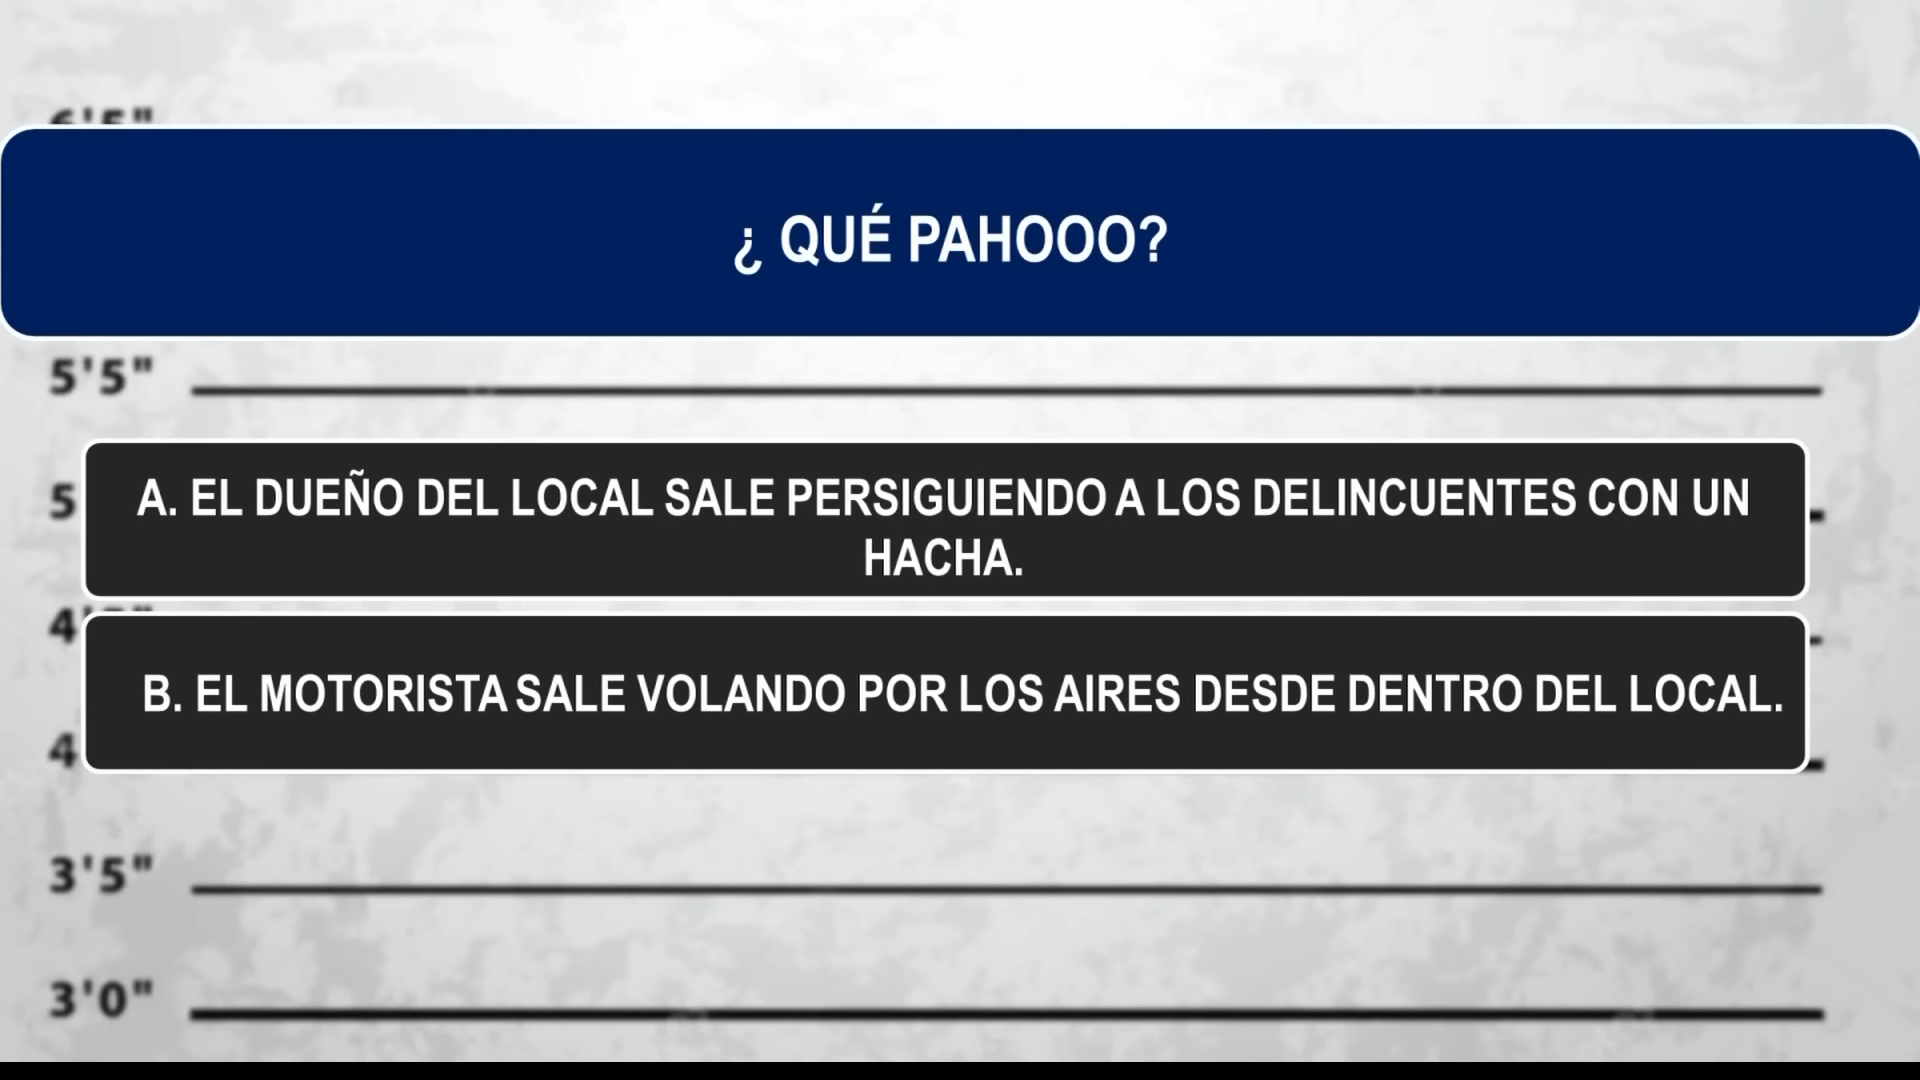 ¿ QUÉ PAHOOO?
5'5"
A. EL DUEÑO DEL LOCAL SALE PERSIGUIENDO A LOS DELINCUENTES CON UN
HACHA.
B. EL MOTORISTA SALE VOLANDO POR LOS AIRES DESDE DENTRO DEL LOCAL.
3'5"
3'0"